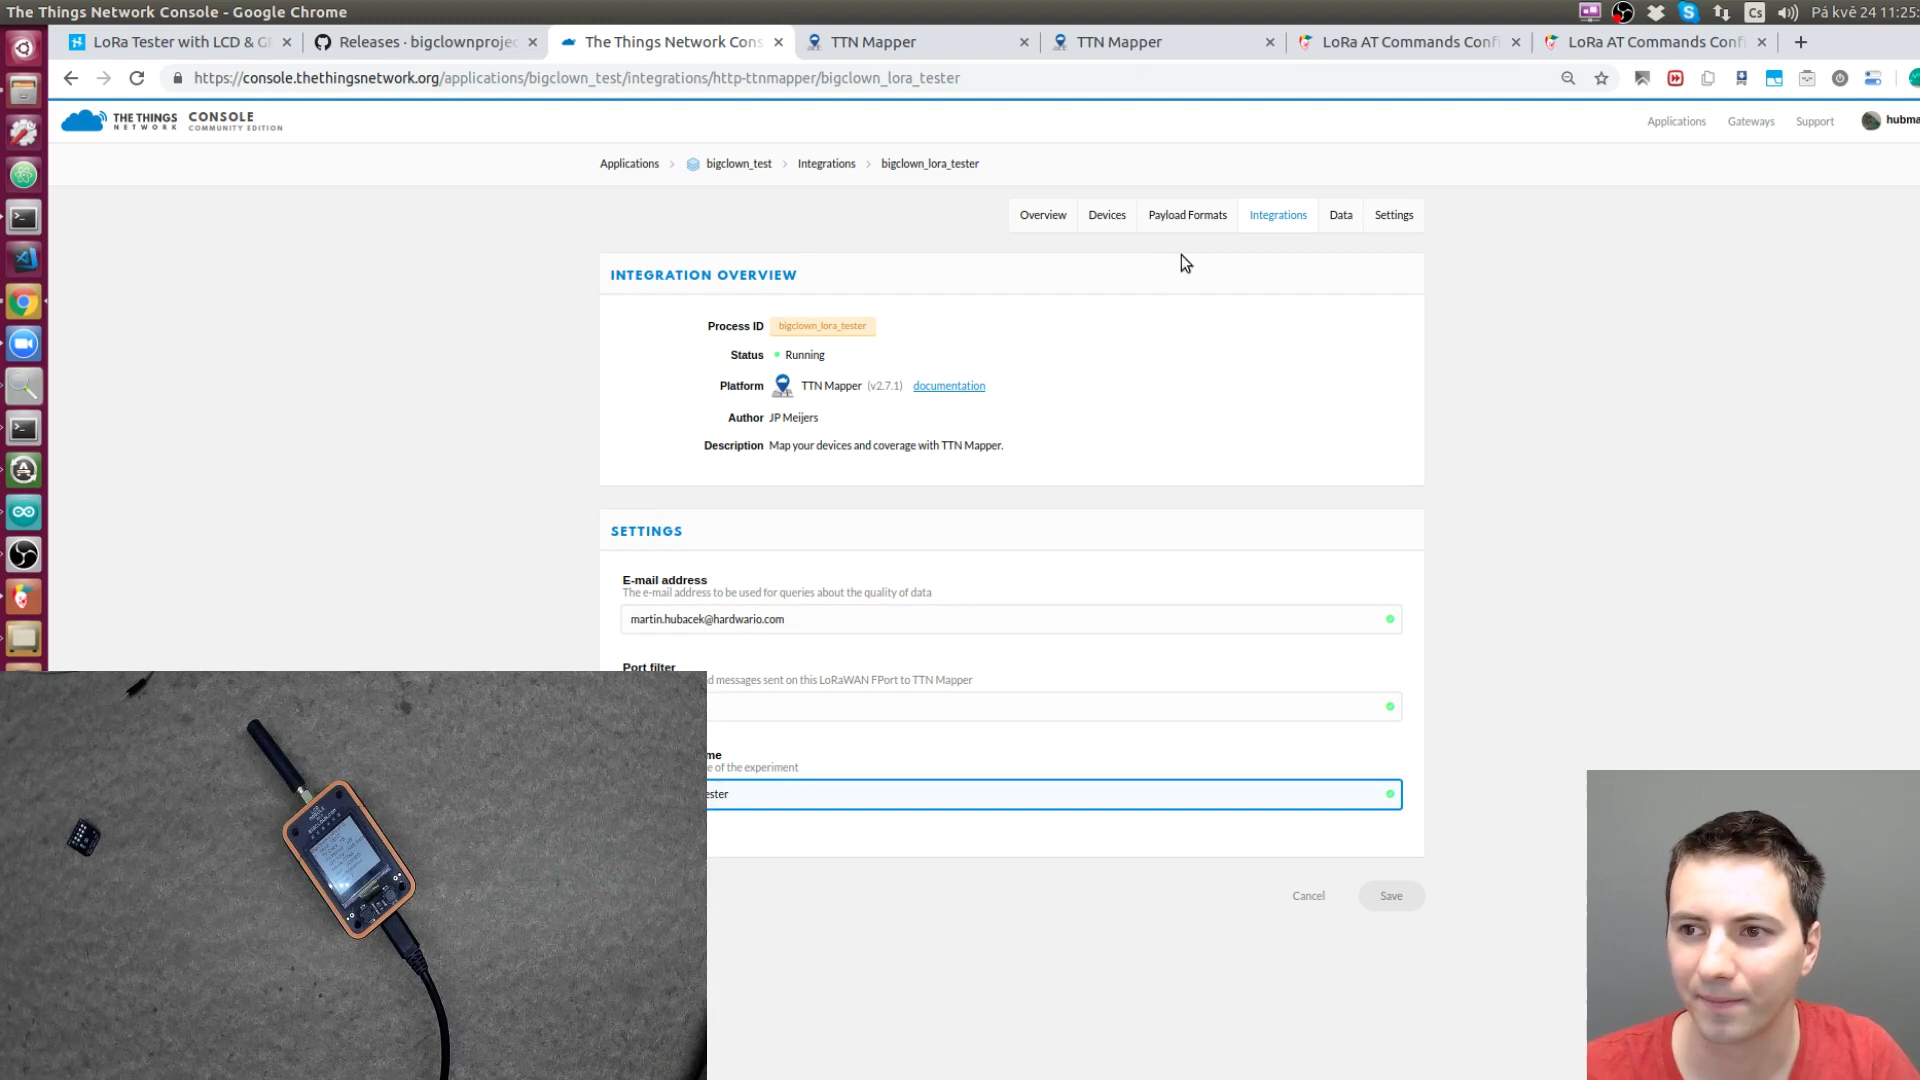 The Things Network Console - Google Chrome
Cs
Pá kvě 24 11:25:
LoRa Tester with LCD & GP
Releases · bigclownprojec
The Things Network Cons
TTN Mapper
TTN Mapper
LoRa AT Commands Confi
LoRa AT Commands Confi
https://console.thethingsnetwork.org/applications/bigclown_test/integrations/http-ttnmapper/bigclown_lora_tester
THE THINGS NETWORK
CONSOLE
COMMUNITY EDITION
Applications
Gateways
Support
hubma
Applications
bigclown_test
Integrations
bigclown_lora_tester
Overview
Devices
Payload Formats
Integrations
Data
Settings
INTEGRATION OVERVIEW
Process ID bigclown_lora_tester
Status Running
Platform TTN Mapper (v2.7.1) documentation
Author JP Meijers
Description Map your devices and coverage with TTN Mapper.
SETTINGS
E-mail address
The e-mail address to be used for queries about the quality of data
martin.hubacek@hardwario.com
Port filter
d messages sent on this LoRaWAN FPort to TTN Mapper
me
e of the experiment
ester
Cancel
Save